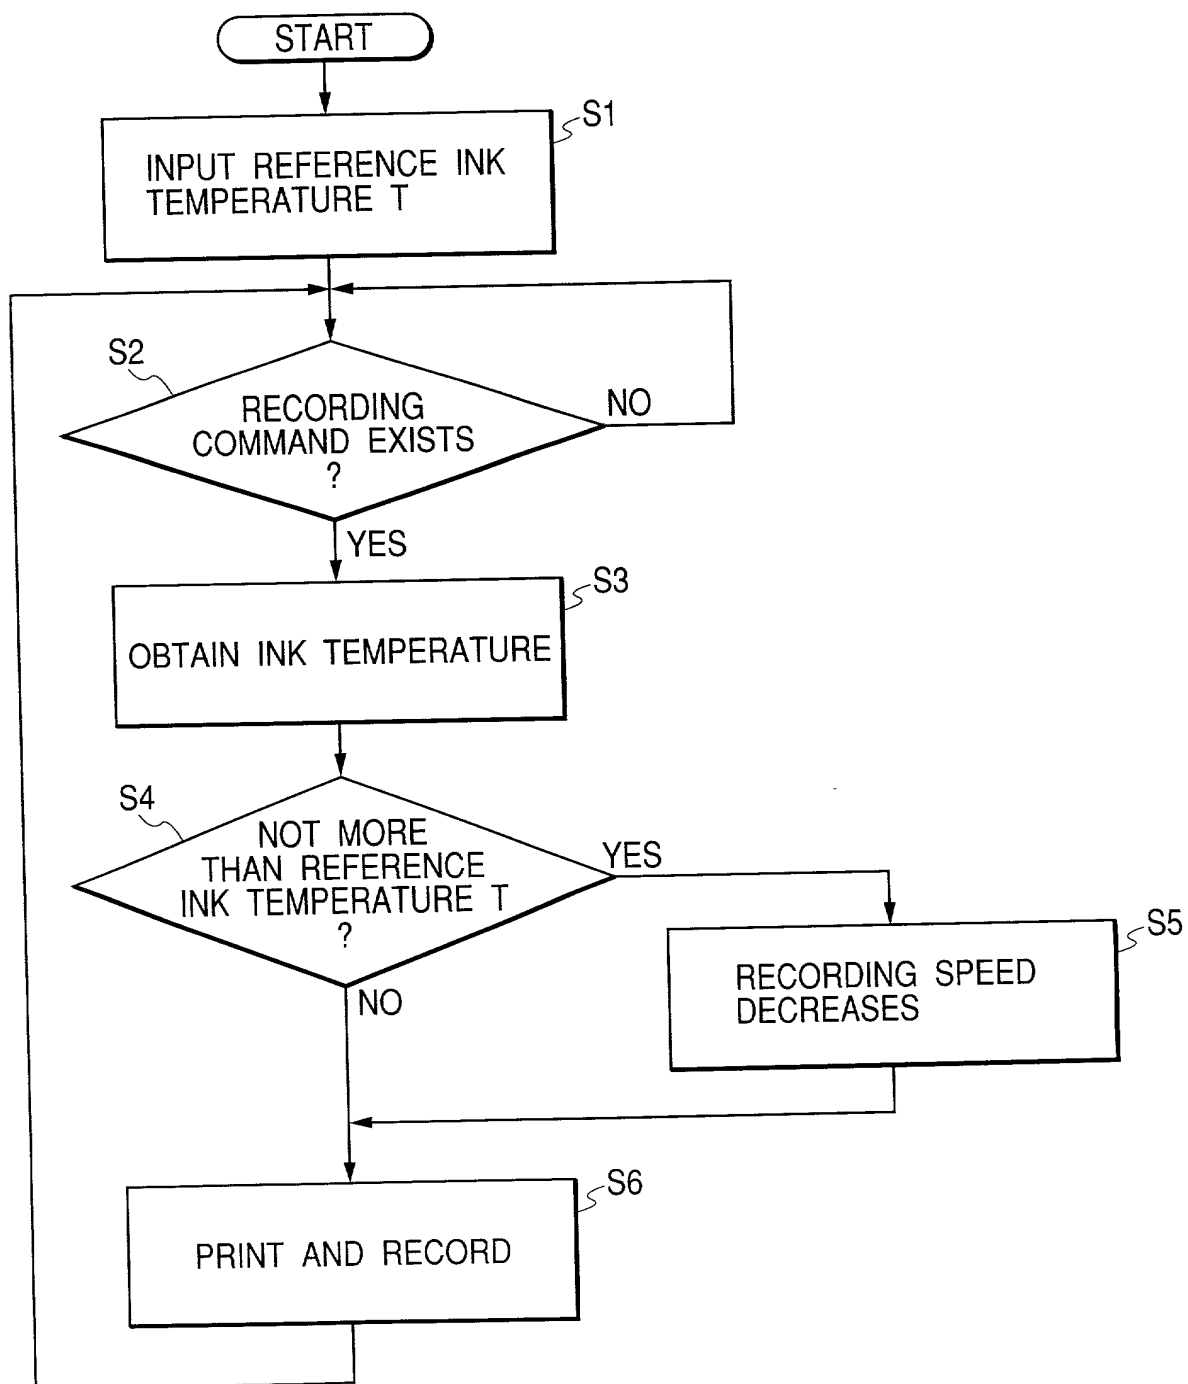 START
S1
INPUT REFERENCE INK
TEMPERATURE T
S2
RECORDING
COMMAND EXISTS
?
NO
YES
S3
OBTAIN INK TEMPERATURE
S4
NOT MORE
THAN REFERENCE
INK TEMPERATURE T
?
YES
NO
S5
RECORDING SPEED
DECREASES
S6
PRINT AND RECORD